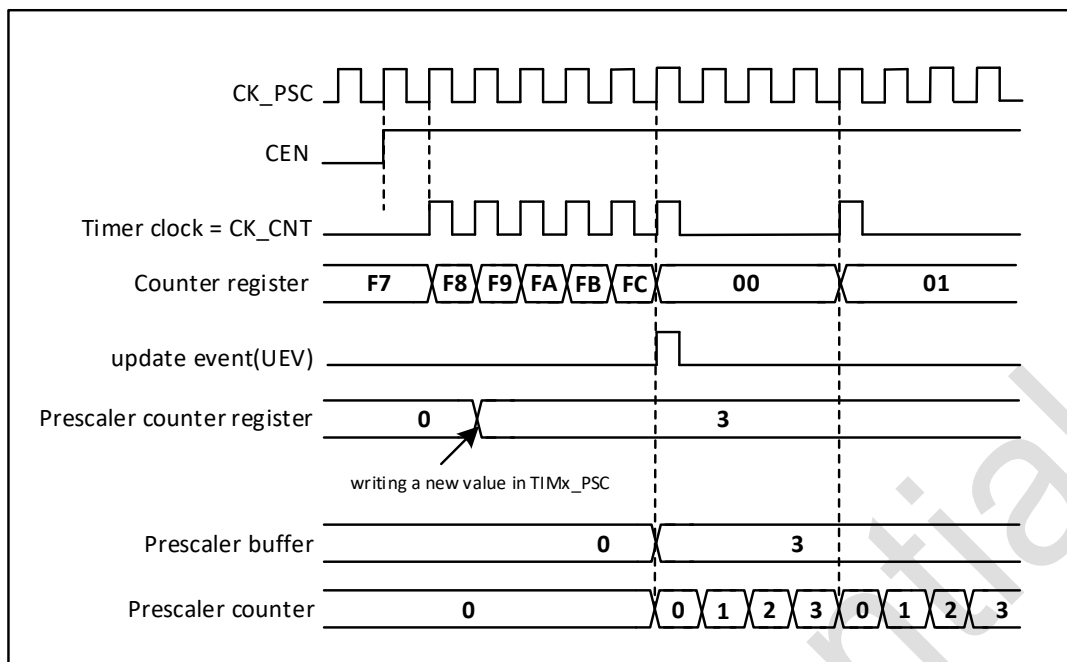 CK_PSC
CEN
Timer clock = CK_CNT
Counter register F7 F8 F9 FA FB FC 00 01
update event(UEV)
Prescaler counter register 0 3
writing a new value in TIMx_PSC
Prescaler buffer 0 3
Prescaler counter 0 0 1 2 3 0 1 2 3